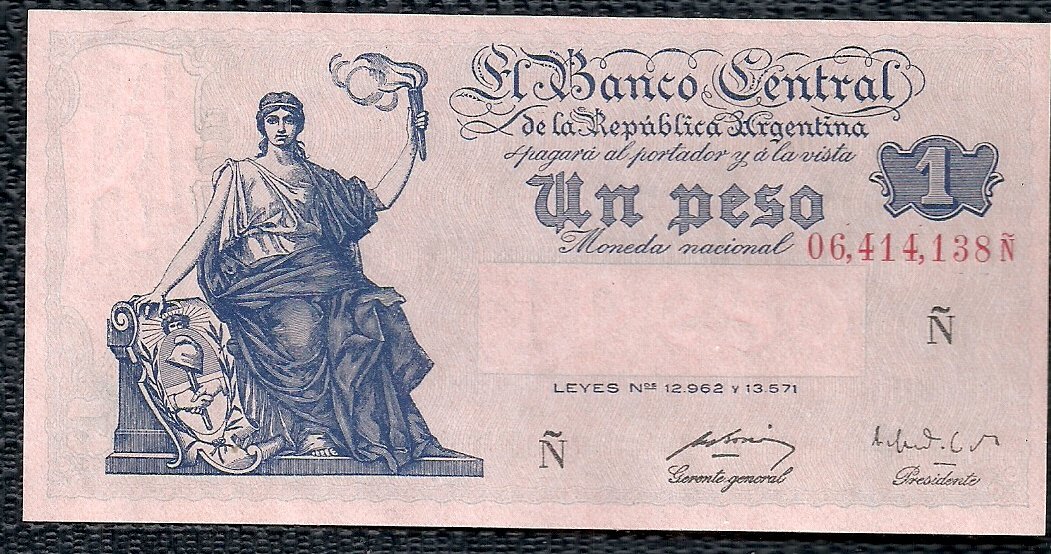 El Banco Central
de la República Argentina
pagará al portador y á la vista
Un peso
1
Moneda nacional
06,414,138 Ñ
Ñ
LEYES Nºs 12.962 Y 13.571
Ñ
Gerente general
Presidente